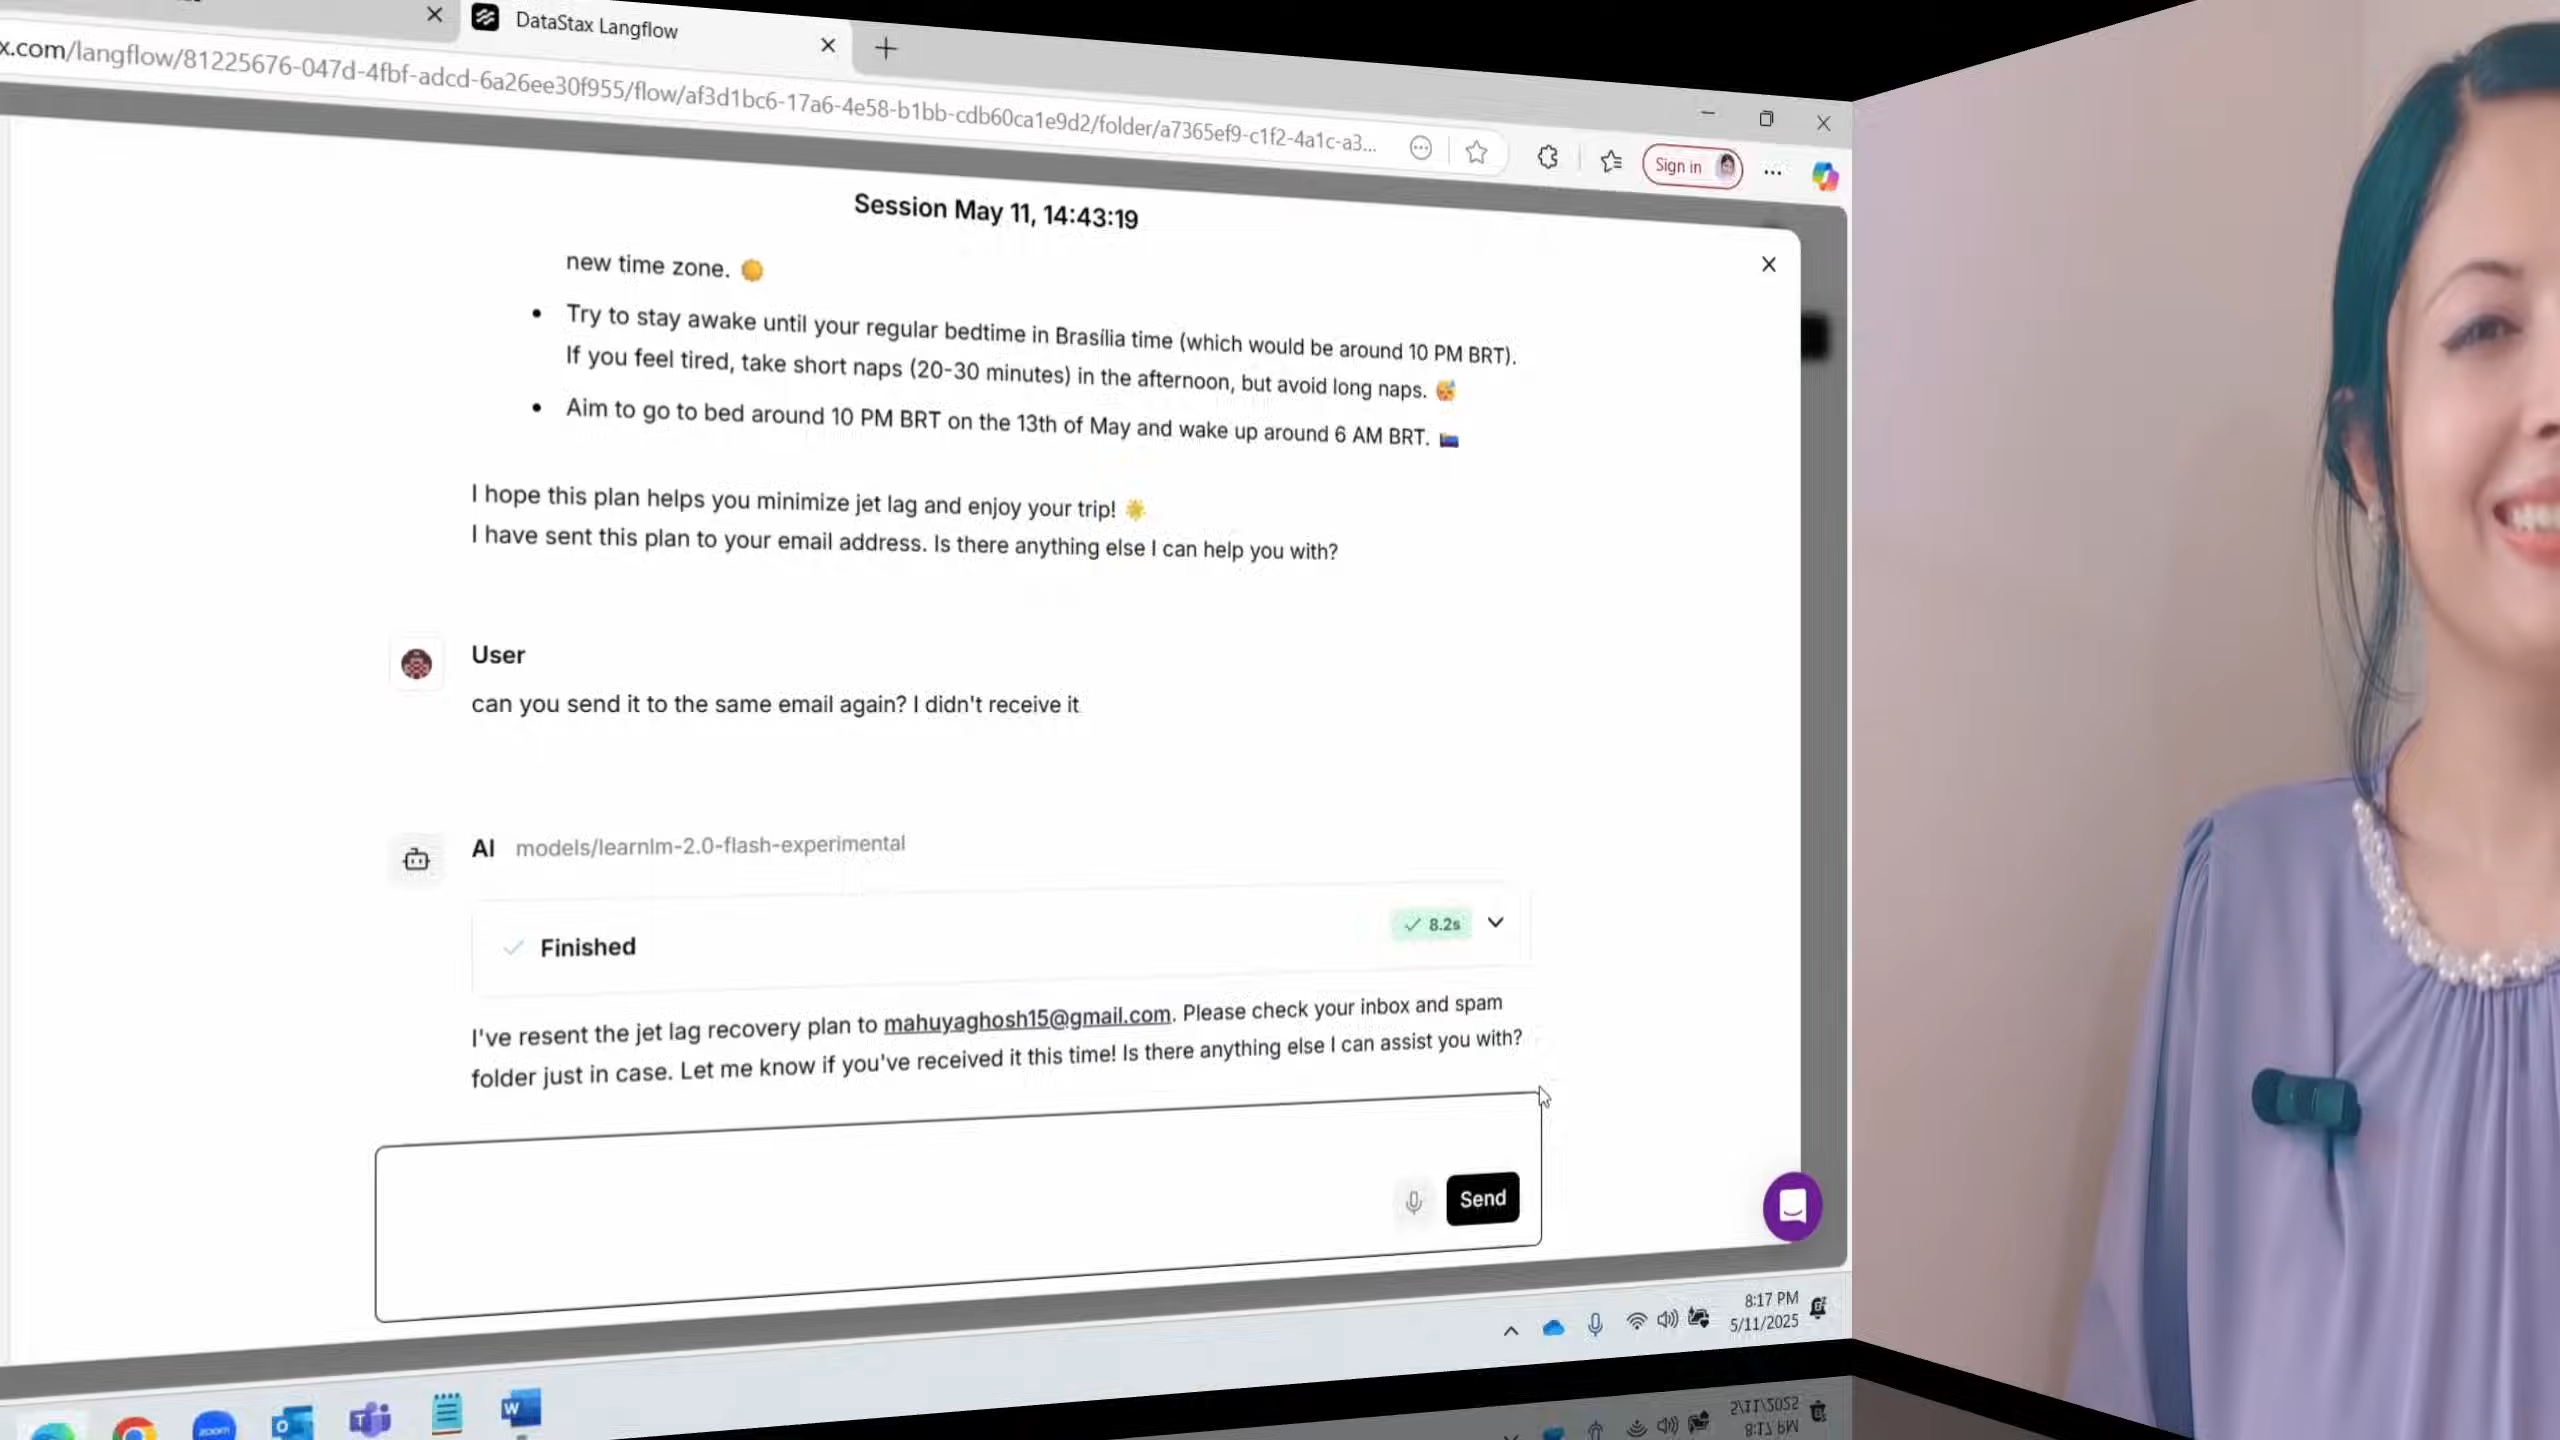 DataStax Langflow
x.com/langflow/81225676-047d-4fbf-adcd-6a26ee30f955/flow/af3d1bc6-17a6-4e58-b1bb-cdb60ca1e9d2/folder/a7365ef9-c1f2-4a1c-a3...
Sign in
Session May 11, 14:43:19
new time zone. 🌞
• Try to stay awake until your regular bedtime in Brasília time (which would be around 10 PM BRT).
If you feel tired, take short naps (20-30 minutes) in the afternoon, but avoid long naps. 😴
• Aim to go to bed around 10 PM BRT on the 13th of May and wake up around 6 AM BRT. 🛏️
I hope this plan helps you minimize jet lag and enjoy your trip! 🌟
I have sent this plan to your email address. Is there anything else I can help you with?
User
can you send it to the same email again? I didn't receive it
AI models/learnlm-2.0-flash-experimental
Finished
8.2s
I've resent the jet lag recovery plan to mahuyaghosh15@gmail.com. Please check your inbox and spam
folder just in case. Let me know if you've received it this time! Is there anything else I can assist you with?
Send
8:17 PM
5/11/2025
zoom